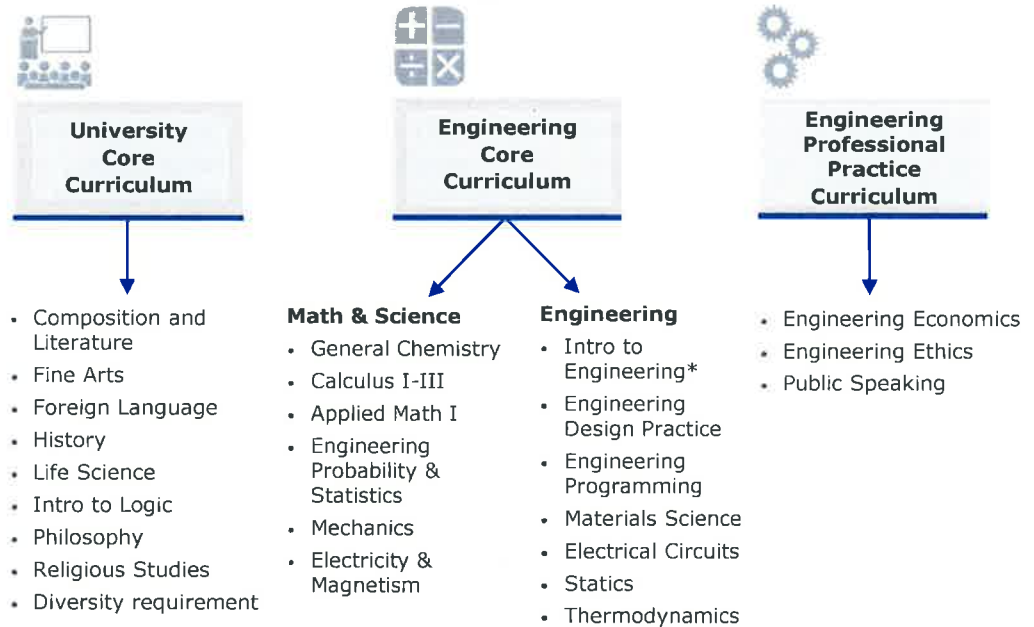 University
Core
Curriculum
• Composition and
Literature
• Fine Arts
• Foreign Language
• History
• Life Science
• Intro to Logic
• Philosophy
• Religious Studies
• Diversity requirement
Engineering
Core
Curriculum
Math & Science
• General Chemistry
• Calculus I-III
• Applied Math I
• Engineering
Probability &
Statistics
• Mechanics
• Electricity &
Magnetism
Engineering
• Intro to
Engineering*
• Engineering
Design Practice
• Engineering
Programming
• Materials Science
• Electrical Circuits
• Statics
• Thermodynamics
Engineering
Professional
Practice
Curriculum
• Engineering Economics
• Engineering Ethics
• Public Speaking